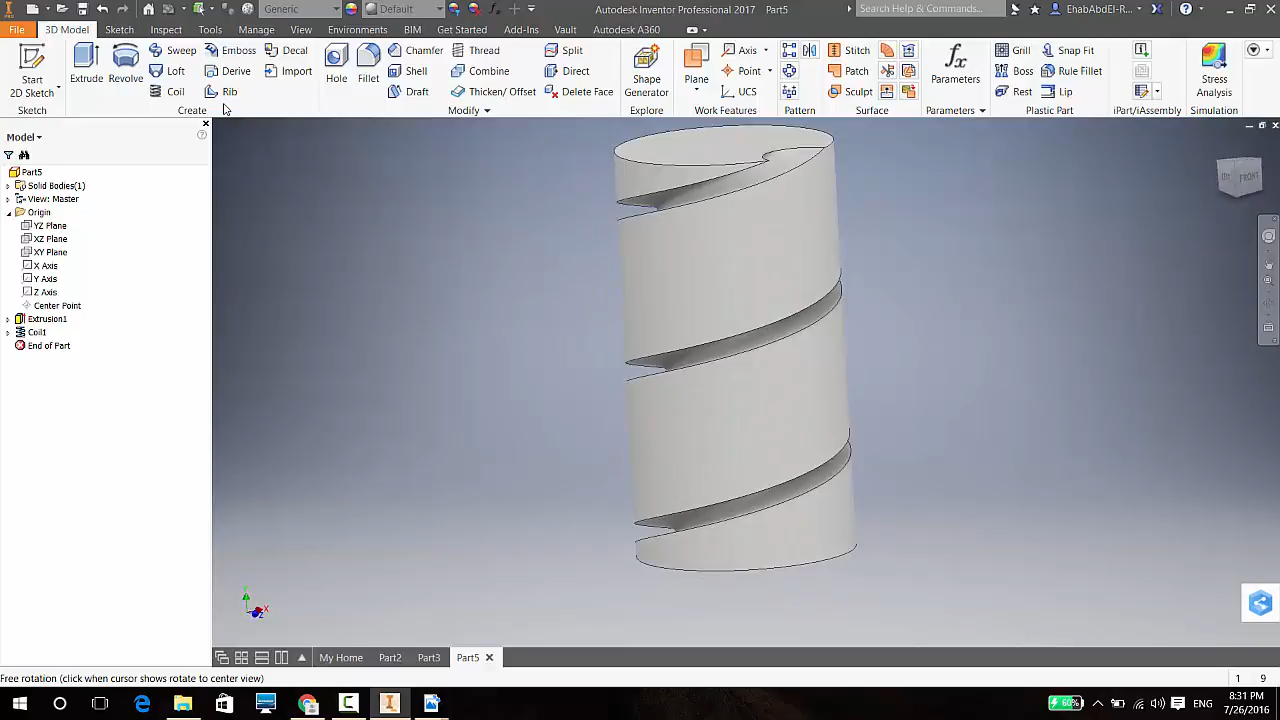 Generic
Default
Autodesk Inventor Professional 2017 Part5
Search Help & Commands...
EhabAbdEl-R...
PRO
File
3D Model
Sketch
Inspect
Tools
Manage
View
Environments
BIM
Get Started
Add-Ins
Vault
Autodesk A360
Start
2D Sketch
Extrude
Revolve
Sweep
Loft
Coil
Emboss
Derive
Rib
Decal
Import
Hole
Fillet
Chamfer
Shell
Draft
Thread
Combine
Thicken/ Offset
Split
Direct
Delete Face
Shape
Generator
Plane
Axis
Point
UCS
Stitch
Patch
Sculpt
fx
Parameters
Grill
Boss
Rest
Snap Fit
Rule Fillet
Lip
Stress
Analysis
Sketch
Create
Modify
Explore
Work Features
Pattern
Surface
Parameters
Plastic Part
iPart/iAssembly
Simulation
Model
Part5
Solid Bodies(1)
View: Master
Origin
YZ Plane
XZ Plane
XY Plane
X Axis
Y Axis
Z Axis
Center Point
Extrusion1
Coil1
End of Part
FRONT
Y
X
Z
My Home
Part2
Part3
Part5
Free rotation (click when cursor shows rotate to center view)
1
9
60%
ENG
8:31 PM
7/26/2016